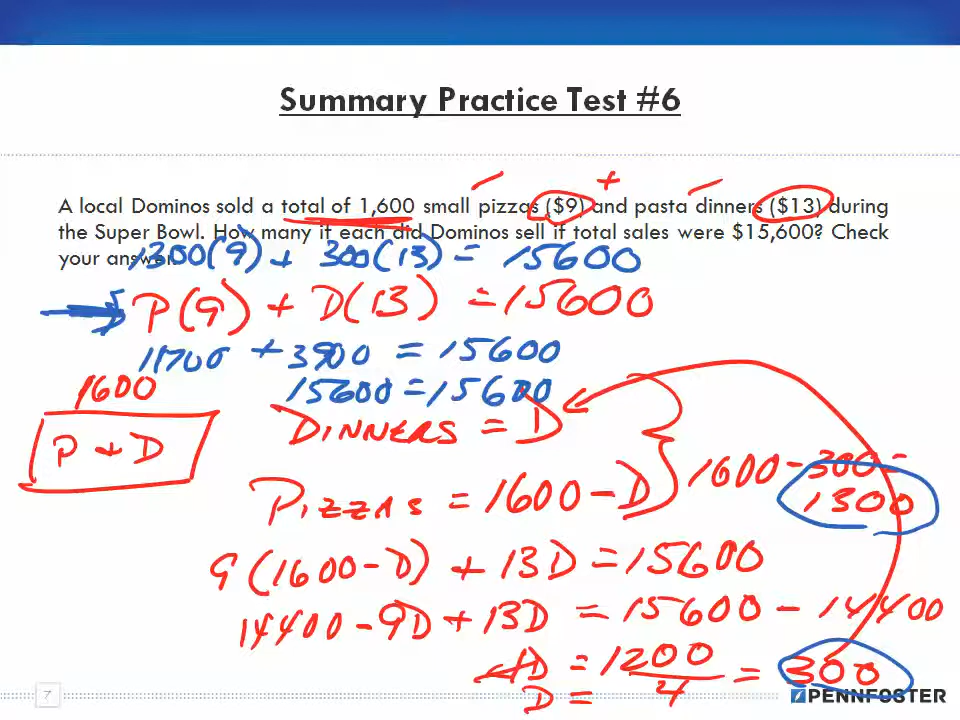 Summary Practice Test #6
A local Dominos sold a total of 1,600 small pizzas ($9) and pasta dinners ($13) during
the Super Bowl. How many if each did Dominos sell if total sales were $15,600? Check
your answer.
1300(9) + 300(13) = 15600
P(9) + D(13) = 15600
11700 + 3900 = 15600
15600 = 15600
1600
P + D
DINNERS = D
PIZZAS = 1600 - D
1600 - 300 =
1300
9(1600 - D) + 13D = 15600
14400 - 9D + 13D = 15600 - 14400
4D = 1200 = 300
D = 4
7
PENNFOSTER